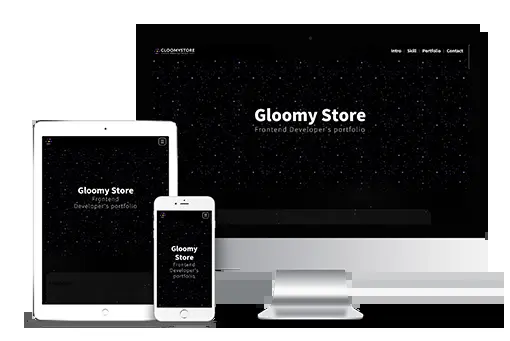 GLOOMYSTORE
Intro
Skill
Portfolio
Contact
Gloomy Store
Frontend Developer's portfolio
Gloomy Store
Frontend
Developer's portfolio
Gloomy
Store
Frontend
Developer's
portfolio